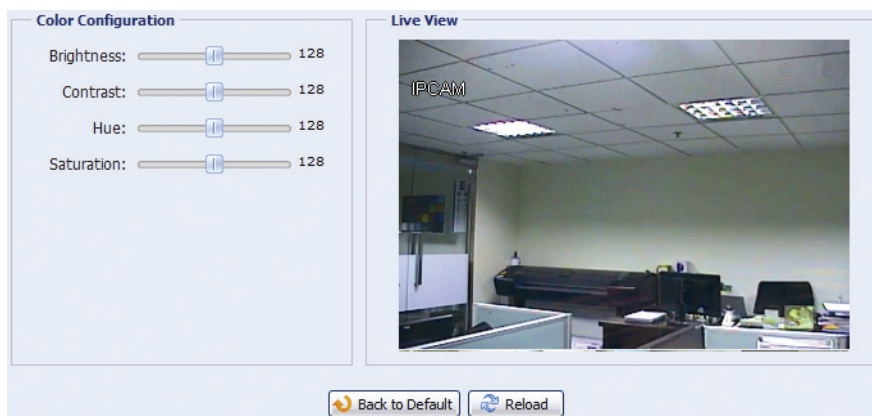 Color Configuration
Brightness: 128
Contrast: 128
Hue: 128
Saturation: 128
Live View
IPCAM
Back to Default
Reload